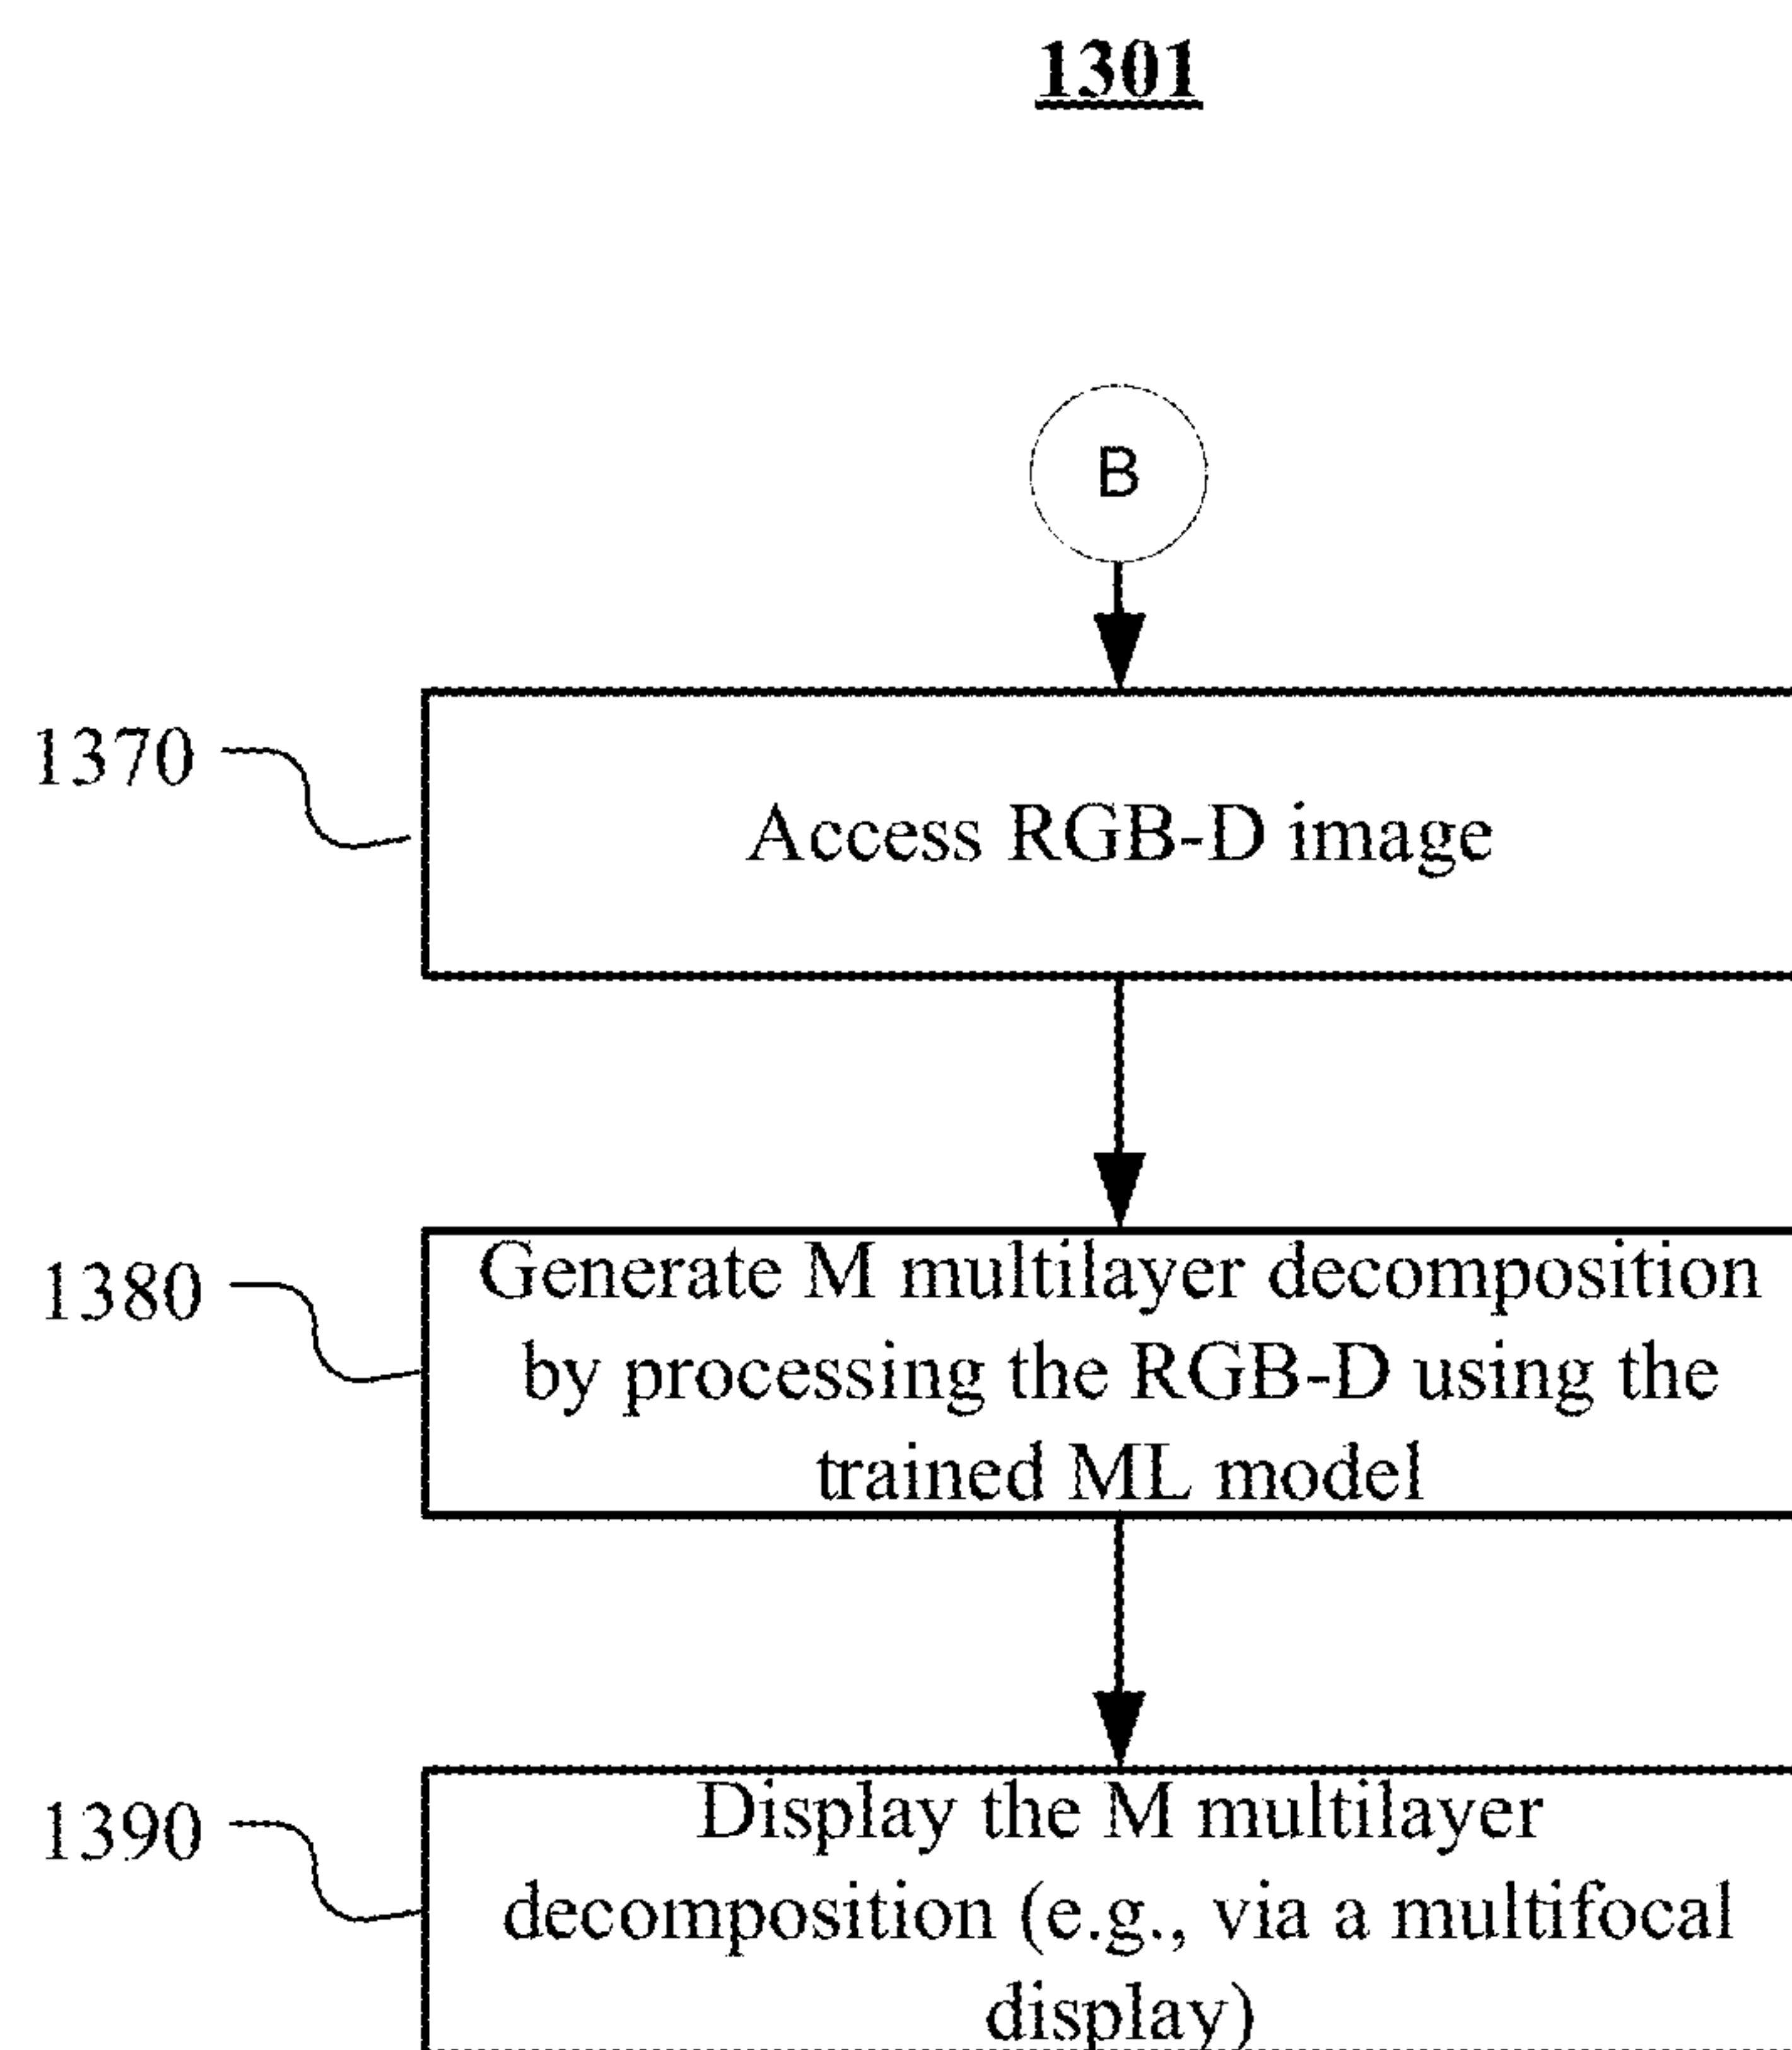 1301
B
1370
Access RGB-D image
1380
Generate M multilayer decomposition
by processing the RGB-D using the
trained ML model
1390
Display the M multilayer
decomposition (e.g., via a multifocal
display)